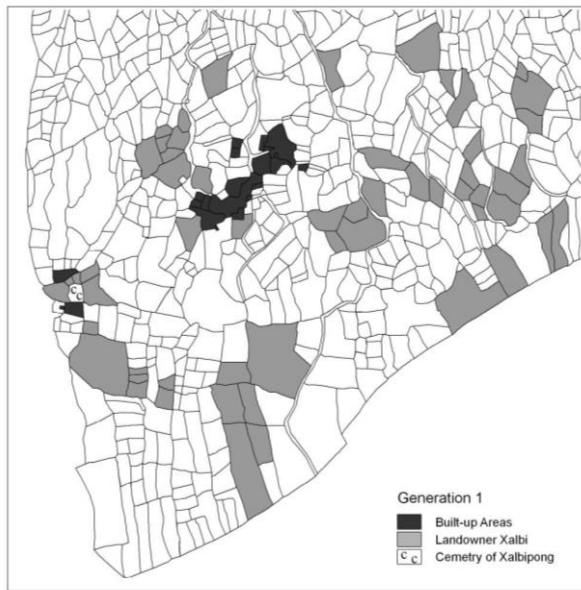 c
c
Generation 1
Built-up Areas
Landowner Xalbi
c c Cemetry of Xalbipong